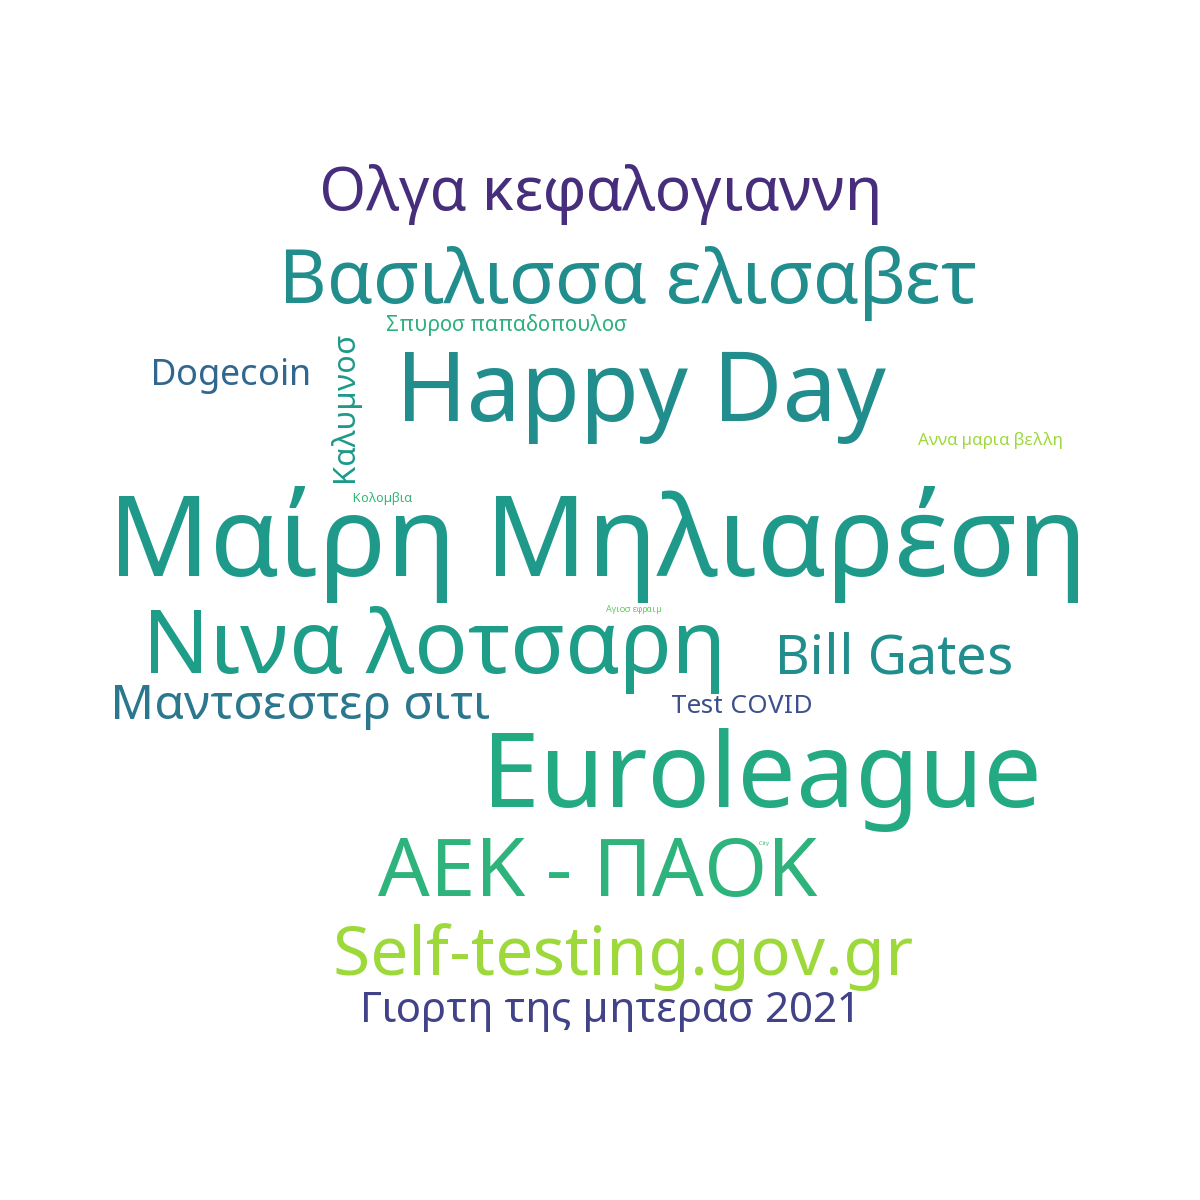 Ολγα κεφαλογιαννη
Βασιλισσα ελισαβετ
Σπυροσ παπαδοπουλοσ
Καλυμνοσ
Dogecoin
Happy Day
Αννα μαρια βελλη
Κολομβια
Μαίρη Μηλιαρέση
Αγιοσ εφραιμ
Νινα λοτσαρη
Bill Gates
Μαντσεστερ σιτι
Test COVID
Euroleague
ΑΕΚ - ΠΑΟΚ
City
Self-testing.gov.gr
Γιορτη της μητερασ 2021